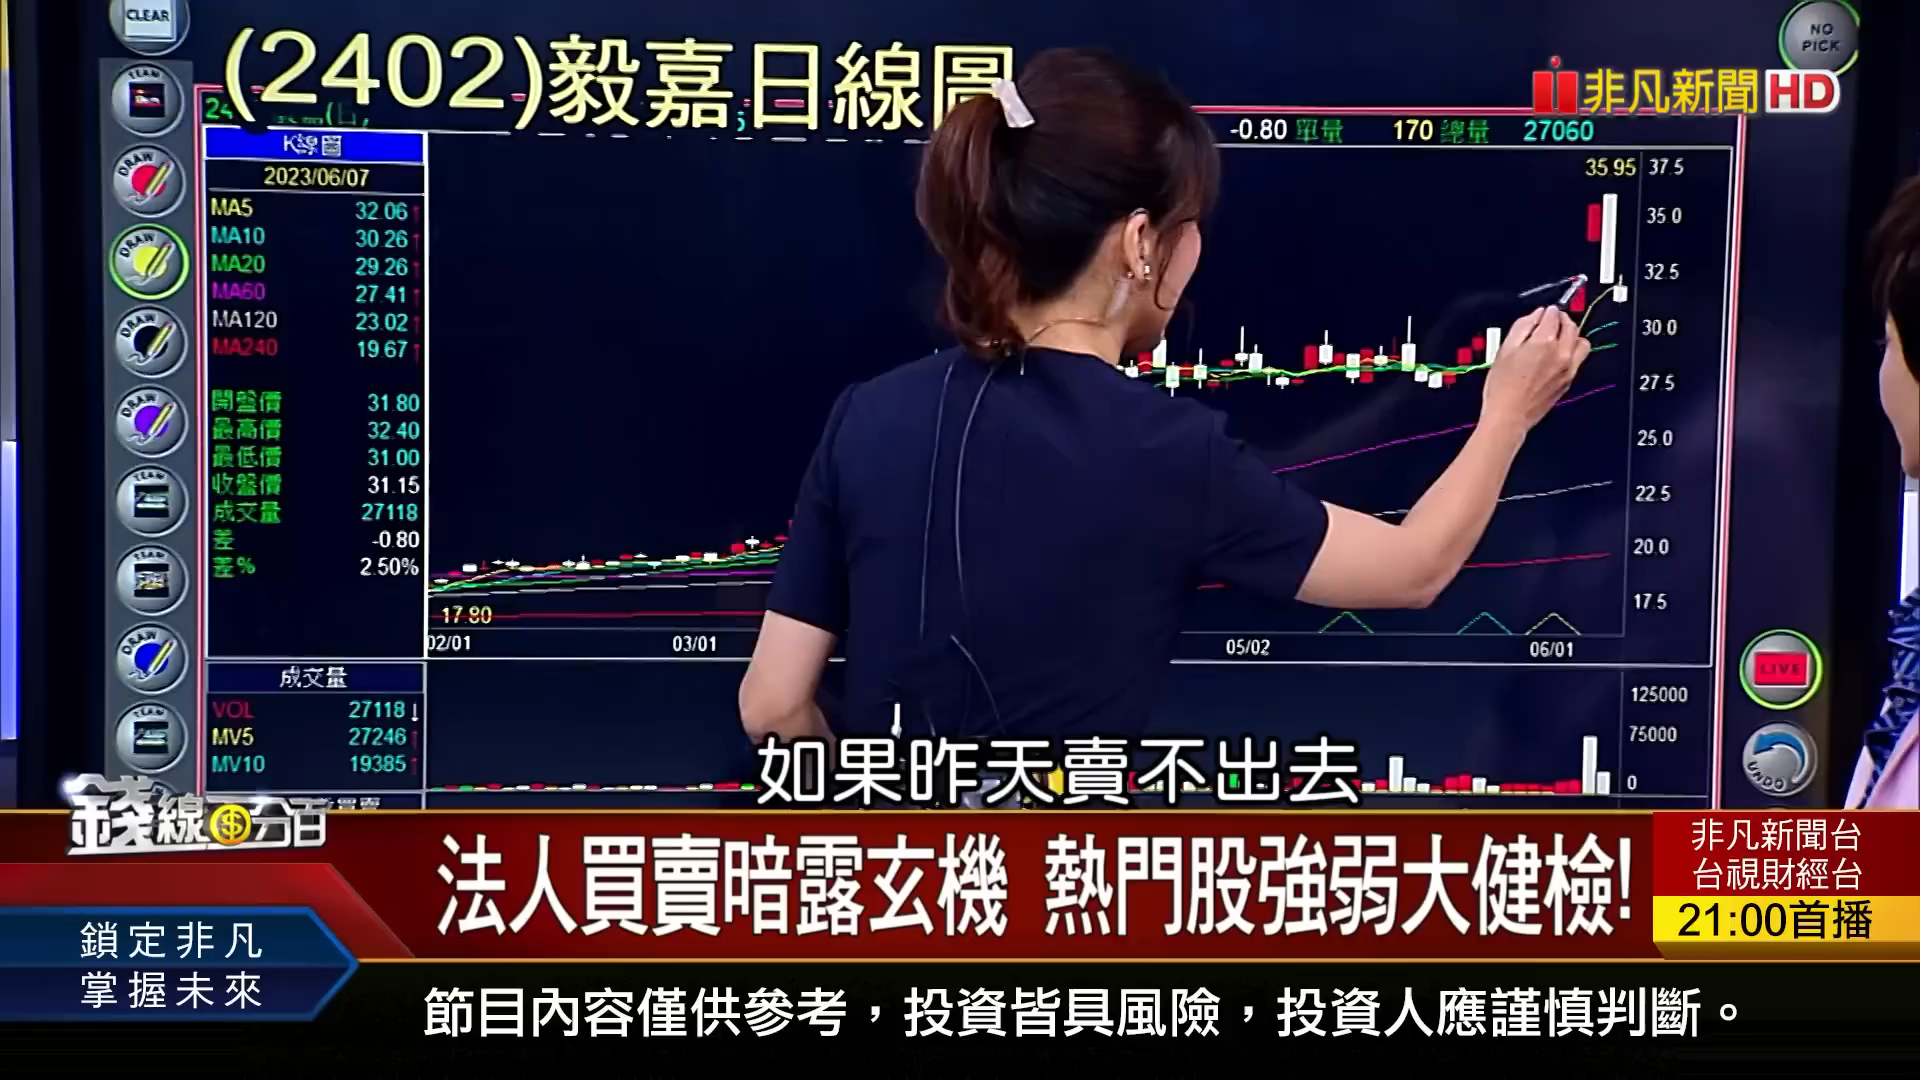 CLEAR
(2402)毅嘉日線圖
NO
PICK
非凡新聞HD
-0.80 單量 170 總量 27060
K線圖
2023/06/07
MA5 32.06
MA10 30.26
MA20 29.26
MA60 27.41
MA120 23.02
MA240 19.67
開盤價 31.80
最高價 32.40
最低價 31.00
收盤價 31.15
成交量 27118
差 -0.80
差% 2.50%
35.95
37.5
35.0
32.5
30.0
27.5
25.0
22.5
20.0
17.5
17.80
02/01
03/01
05/02
06/01
成交量
VOL 27118
MV5 27246
MV10 19385
125000
75000
0
TEAM
DRAW
DRAW
DRAW
DRAW
TEAM
TEAM
DRAW
TEAM
LIVE
UNDO
如果昨天賣不出去
錢線百分百
法人買賣暗露玄機 熱門股強弱大健檢!
非凡新聞台
台視財經台
21:00首播
鎖定非凡
掌握未來
節目內容僅供參考，投資皆具風險，投資人應謹慎判斷。